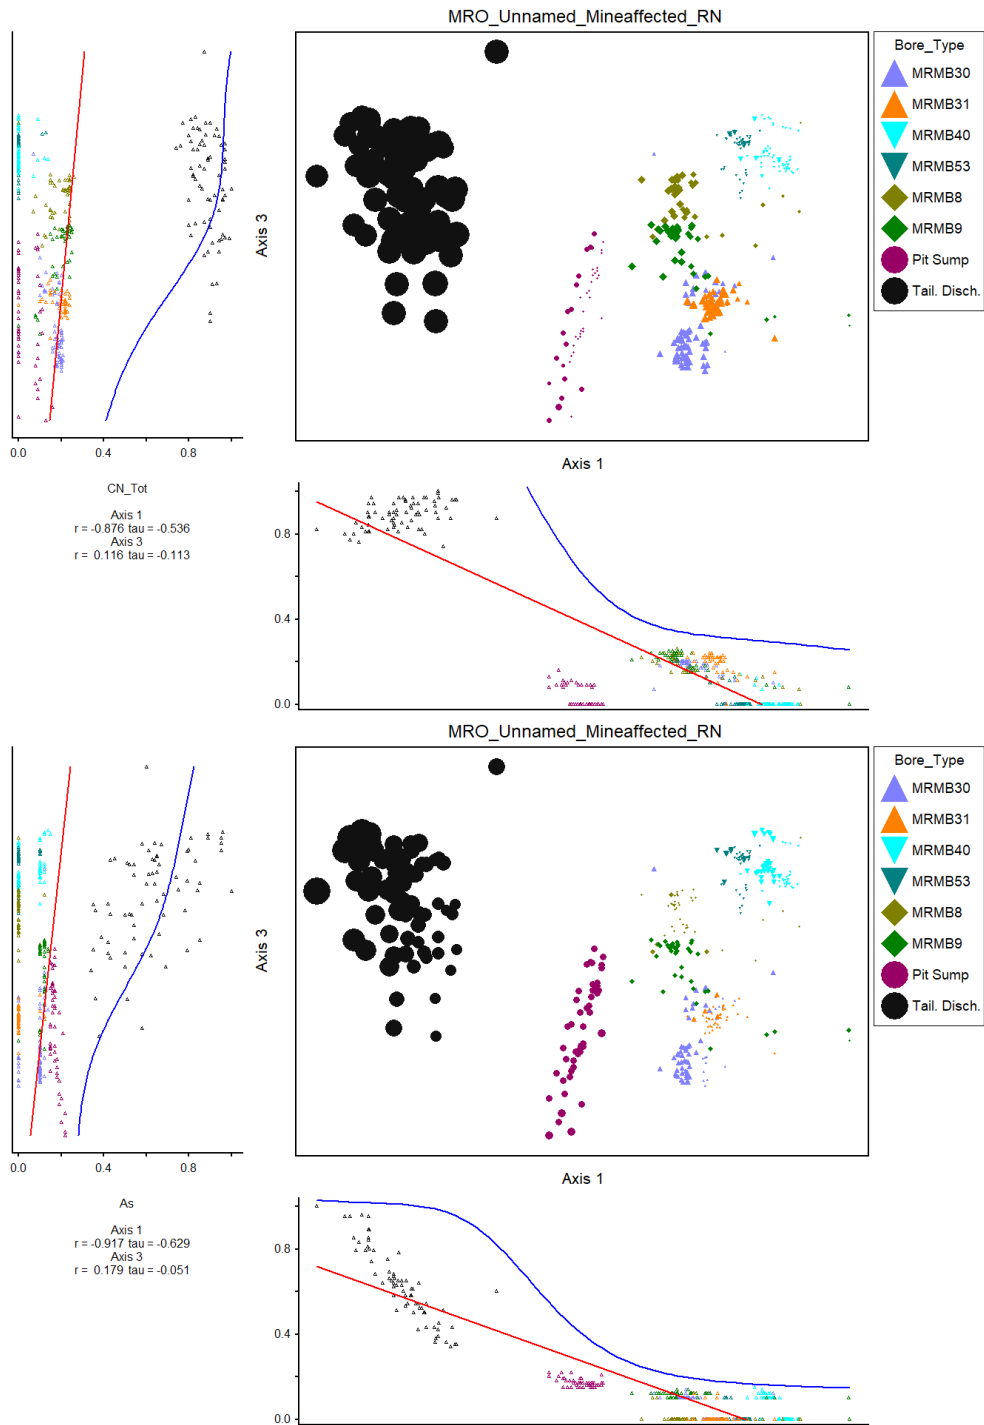 MRO_Unnamed_Mineaffected_RN
Bore_Type
MRMB30
MRMB31
MRMB40
MRMB53
MRMB8
MRMB9
Pit Sump
Tail. Disch.
Axis 3
0.0 0.4 0.8
Axis 1
CN_Tot
Axis 1
r = -0.876 tau = -0.536
Axis 3
r = 0.116 tau = -0.113
0.8
0.4
0.0
MRO_Unnamed_Mineaffected_RN
Bore_Type
MRMB30
MRMB31
MRMB40
MRMB53
MRMB8
MRMB9
Pit Sump
Tail. Disch.
Axis 3
0.0 0.4 0.8
Axis 1
As
Axis 1
r = -0.917 tau = -0.629
Axis 3
r = 0.179 tau = -0.051
0.8
0.4
0.0